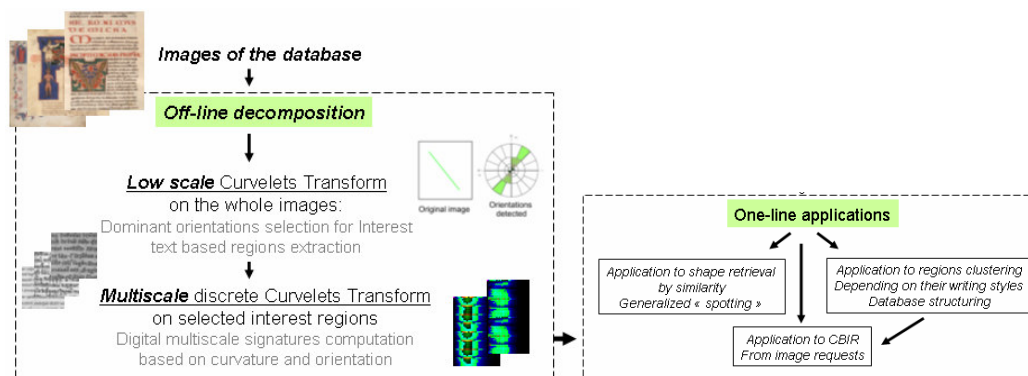 Images of the database
Off-line decomposition
Low scale Curvelets Transform
on the whole images:
Dominant orientations selection for Interest
text based regions extraction
Original image
Orientations
detected
Multiscale discrete Curvelets Transform
on selected interest regions
Digital multiscale signatures computation
based on curvature and orientation
One-line applications
Application to shape retrieval
by similarity
Generalized « spotting »
Application to regions clustering
Depending on their writing styles
Database structuring
Application to CBIR
From image requests